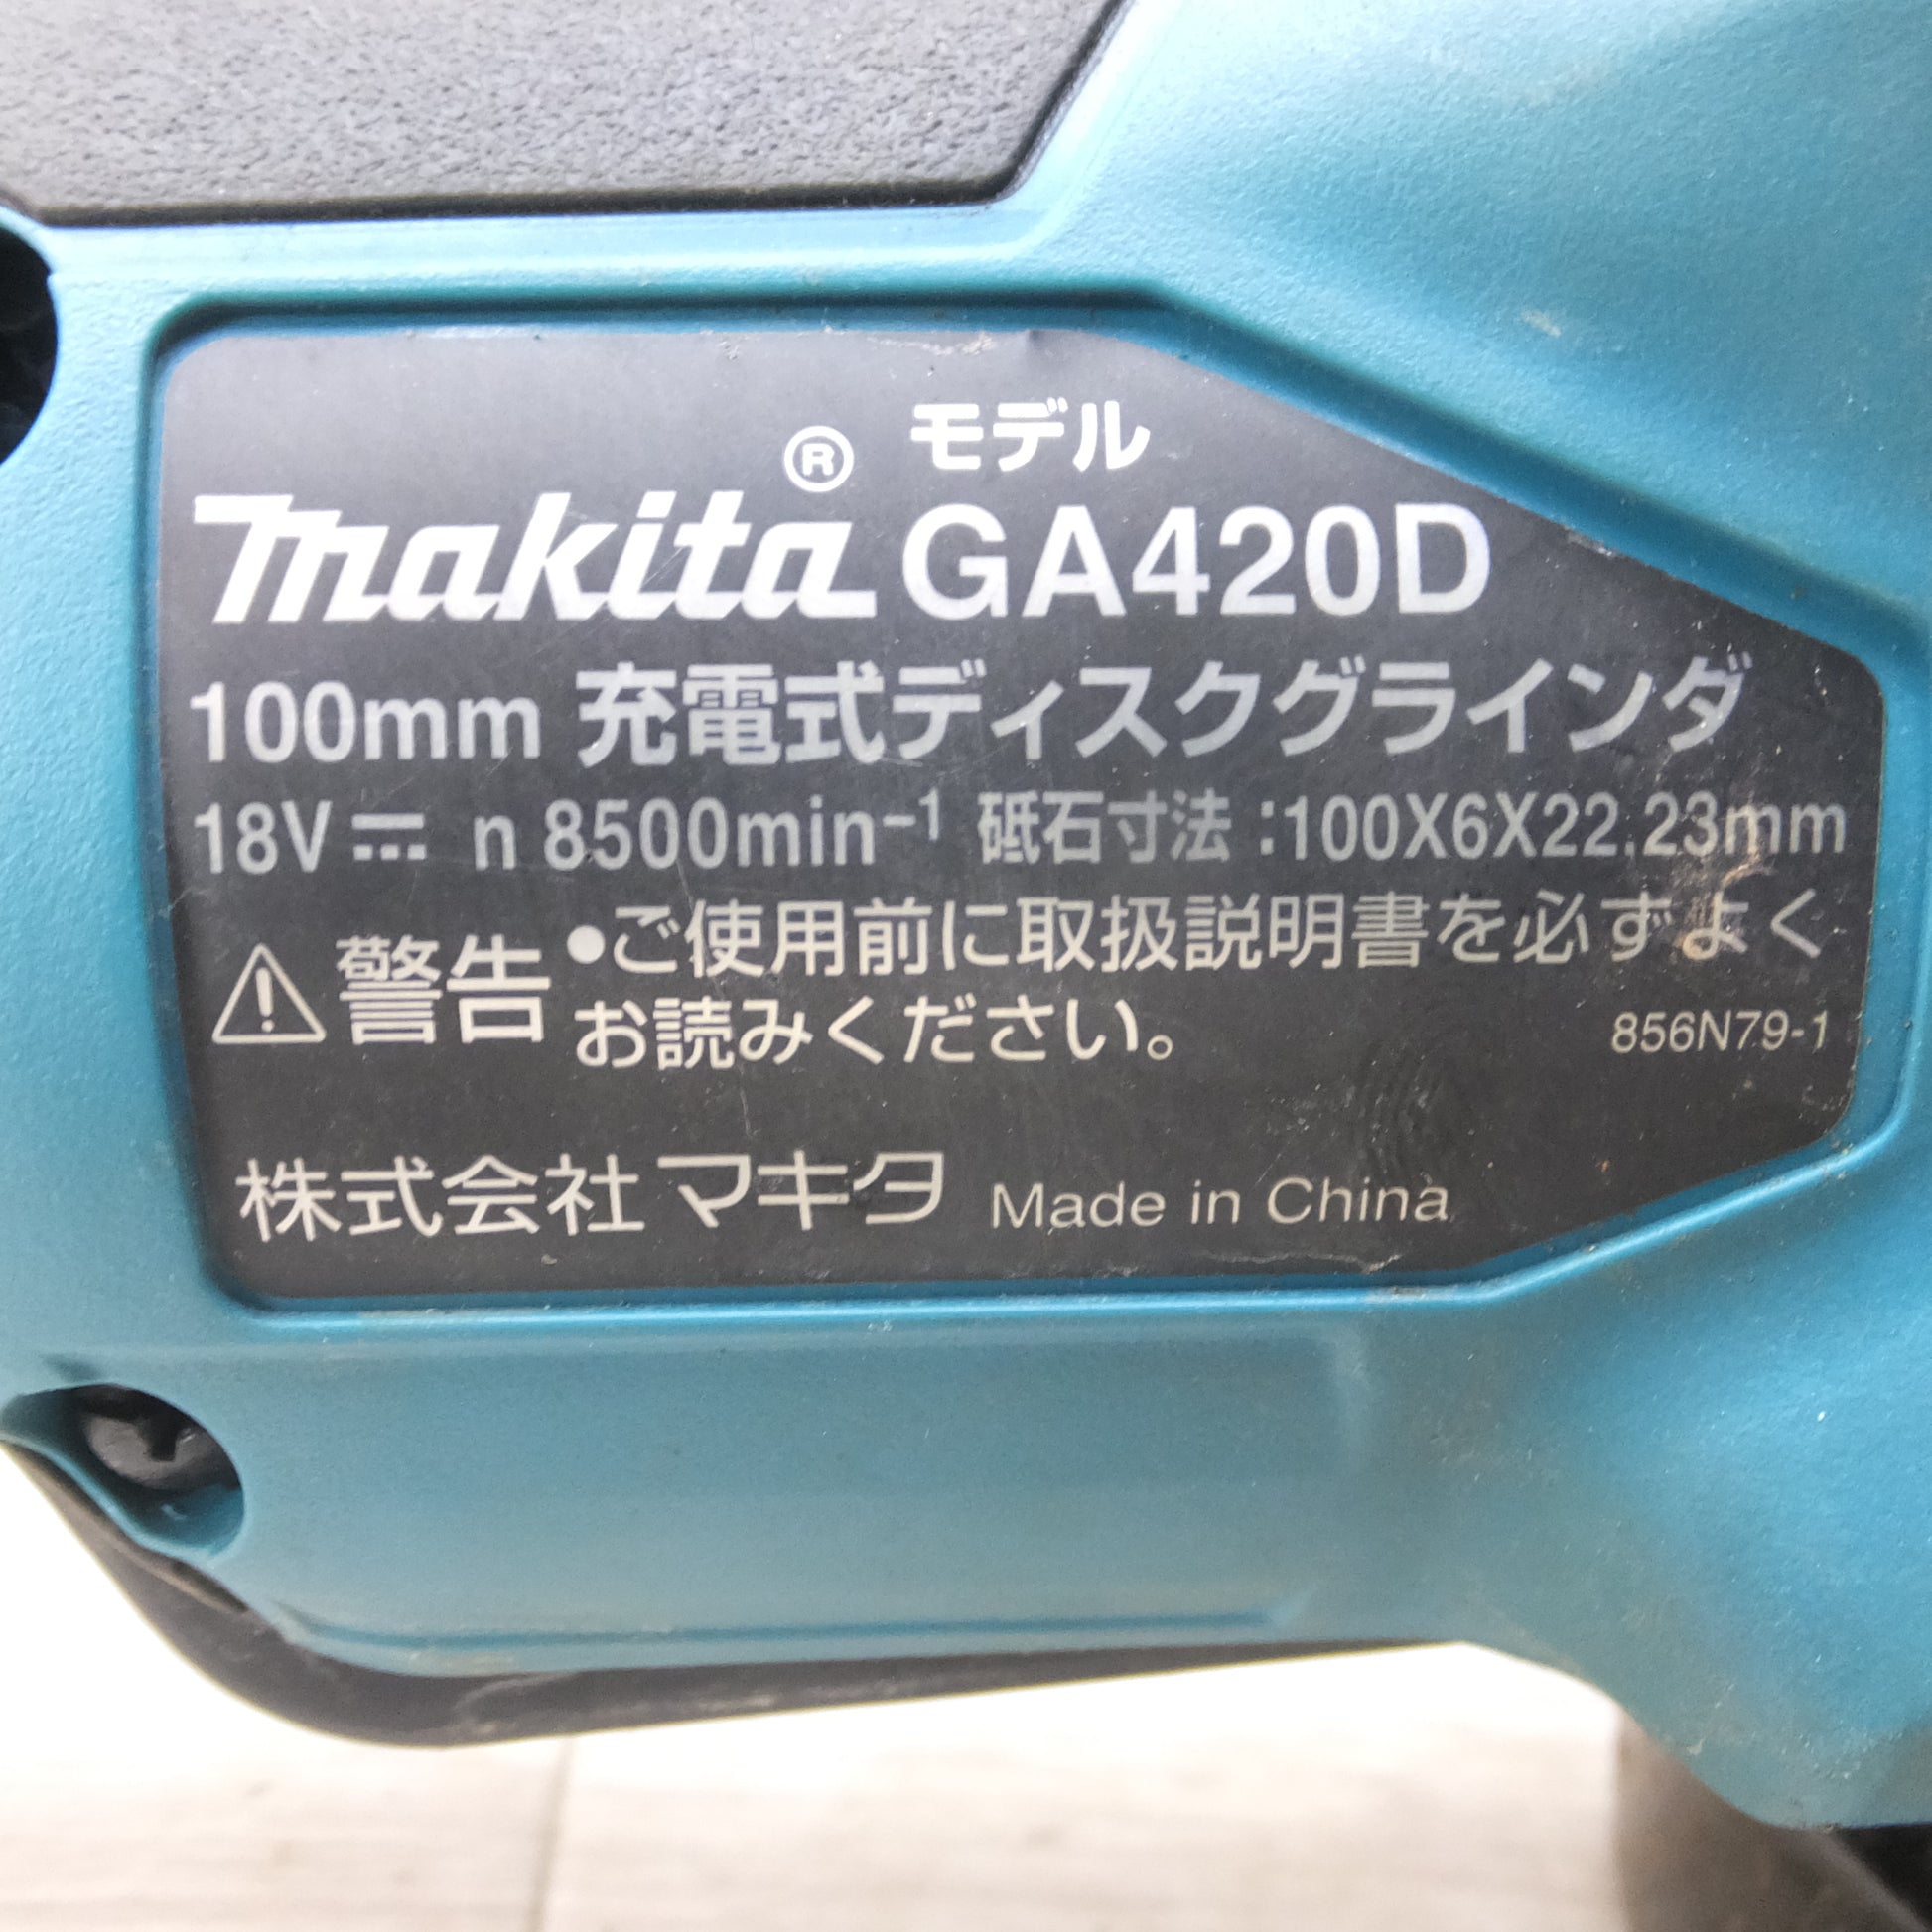 モデル
makita® GA420D
100mm 充電式ディスクグラインダ
18V⎓ n 8500min⁻¹ 砥石寸法:100X6X22.23mm
⚠警告 ●ご使用前に取扱説明書を必ずよく
お読みください。
856N79-1
株式会社マキタ Made in China